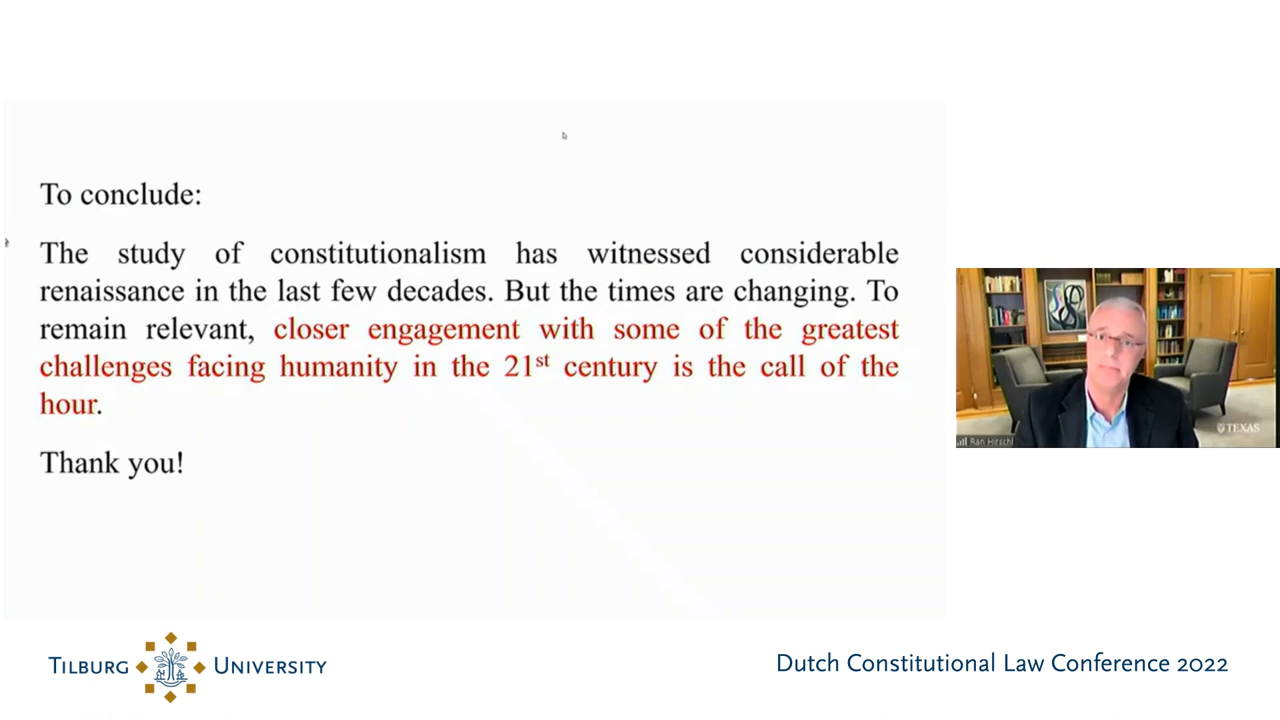 To conclude:
The study of constitutionalism has witnessed considerable
renaissance in the last few decades. But the times are changing. To
remain relevant, closer engagement with some of the greatest
challenges facing humanity in the 21st century is the call of the
hour.
Thank you!
Ran Hirschl
TEXAS
TILBURG UNIVERSITY
Dutch Constitutional Law Conference 2022